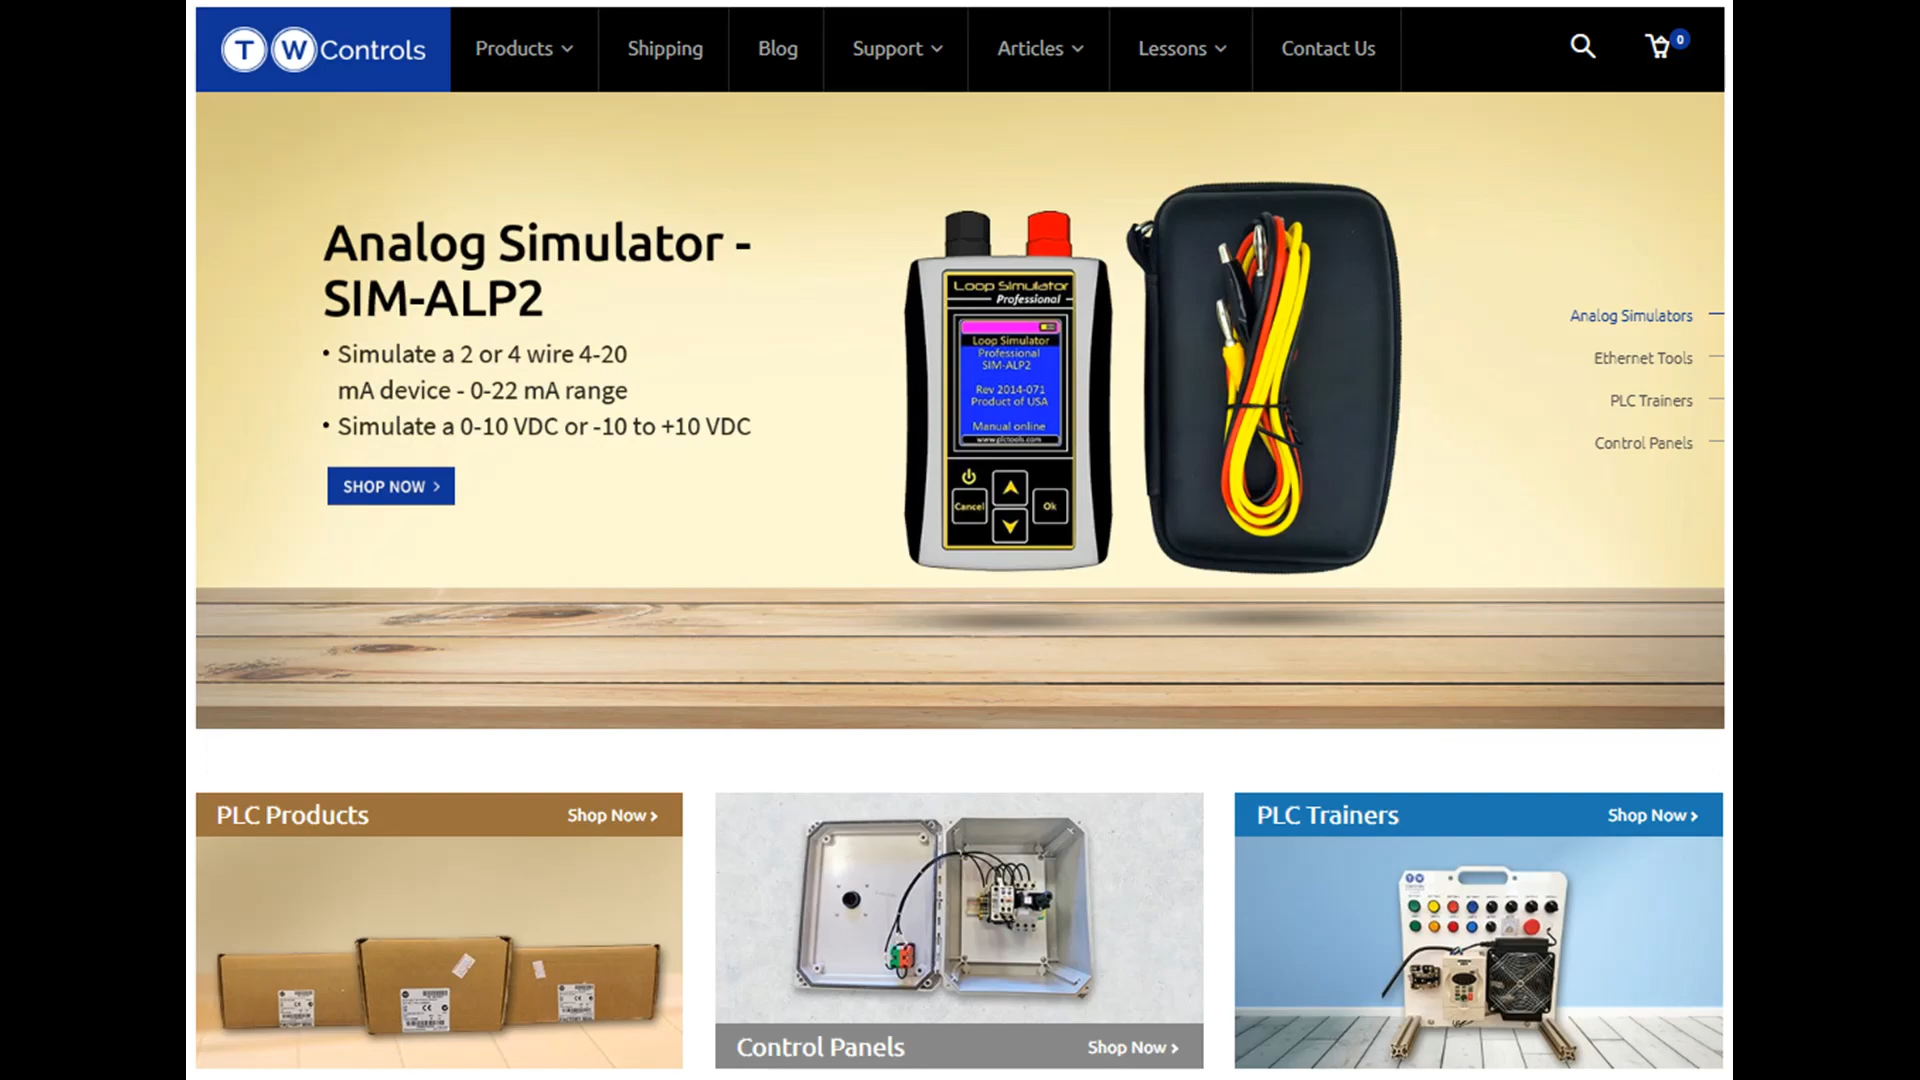 TW Controls
Products
Shipping
Blog
Support
Articles
Lessons
Contact Us
0
Analog Simulator -
SIM-ALP2
• Simulate a 2 or 4 wire 4-20
mA device - 0-22 mA range
• Simulate a 0-10 VDC or -10 to +10 VDC
SHOP NOW >
Loop Simulator
Professional
Loop Simulator
Professional
SIM-ALP2
Rev 2014-071
Product of USA
Manual online
www.plctools.com
Cancel
Ok
Analog Simulators
Ethernet Tools
PLC Trainers
Control Panels
PLC Products
Shop Now >
Control Panels
Shop Now >
PLC Trainers
Shop Now >